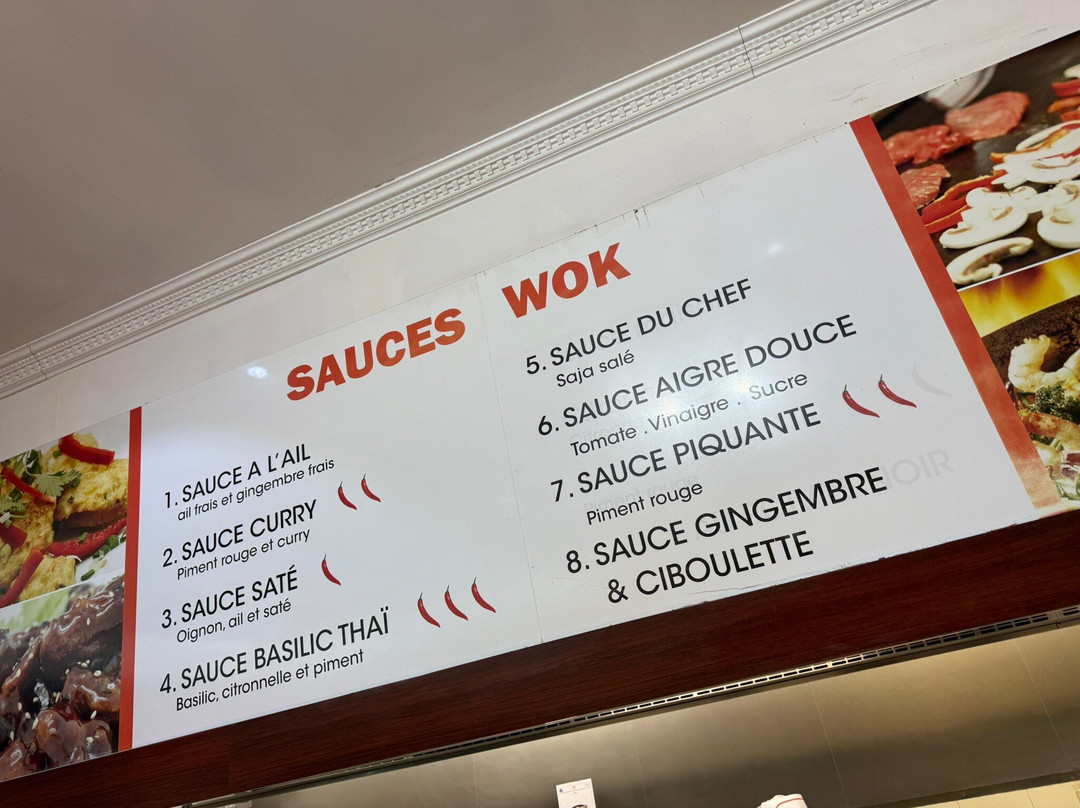 SAUCES WOK
1. SAUCE A L'AIL
ail frais et gingembre frais
2. SAUCE CURRY
Piment rouge et curry
3. SAUCE SATÉ
Oignon, ail et saté
4. SAUCE BASILIC THAÏ
Basilic, citronnelle et piment
5. SAUCE DU CHEF
Saja salé
6. SAUCE AIGRE DOUCE
Tomate . Vinaigre . Sucre
7. SAUCE PIQUANTE
Piment rouge
8. SAUCE GINGEMBRE
& CIBOULETTE